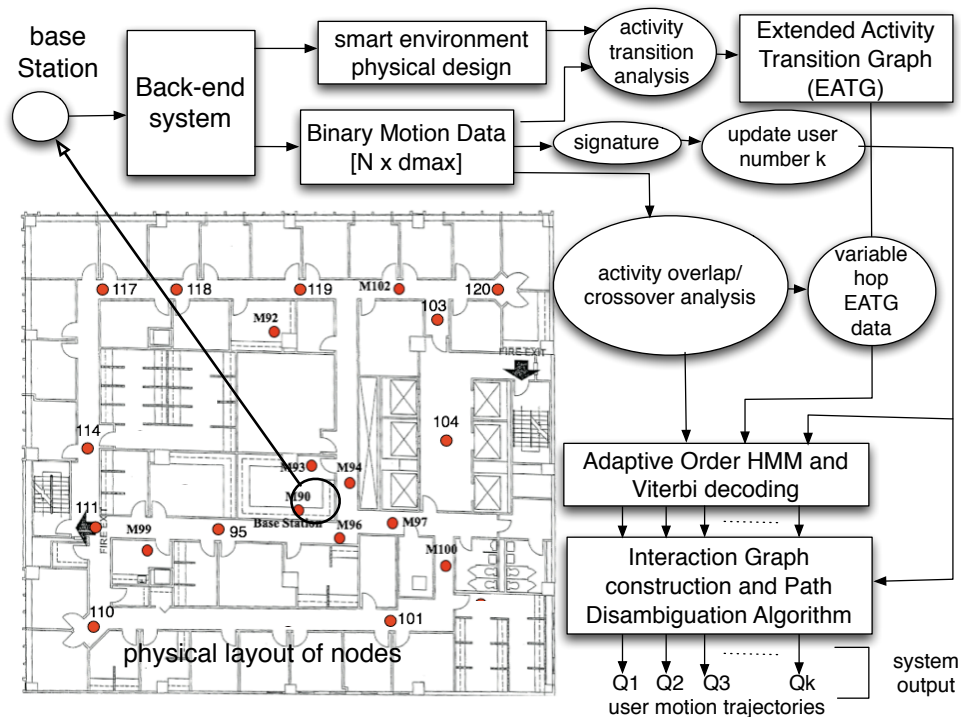 base
Station
Back-end
system
smart environment
physical design
Binary Motion Data
[N x dmax]
activity
transition
analysis
Extended Activity
Transition Graph
(EATG)
signature
update user
number k
activity overlap/
crossover analysis
variable
hop
EATG
data
117
118
119
M102
120
103
M92
FIRE EXIT
114
104
M93
M94
M90
Base Station
111
M99
95
M96
M97
FIRE EXIT
M100
110
101
physical layout of nodes
Adaptive Order HMM and
Viterbi decoding
Interaction Graph
construction and Path
Disambiguation Algorithm
Q1 Q2 Q3 Qk
user motion trajectories
system
output